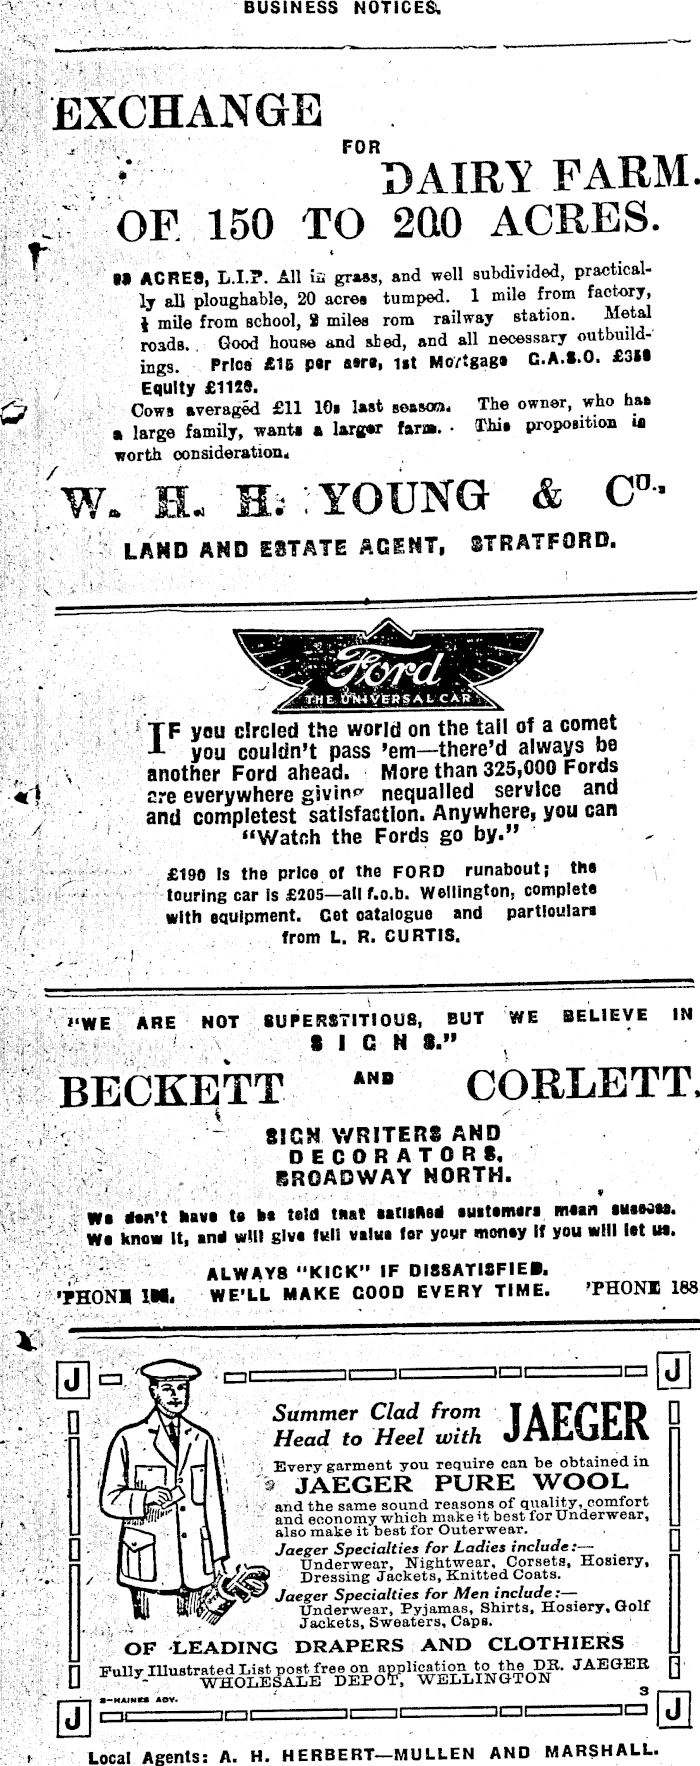 BUSINESS NOTICES.
EXCHANGE
FOR
DAIRY FARM.
OF 150 TO 200 ACRES.
ACRES, L.I.P. All in grass, and well subdivided, practical-
ly all ploughable, 20 acres tumped. 1 mile from factory,
mile from school, 2 miles rom railway station. Metal
roads. Good house and shed, and all necessary outbuild-
ings. Price £15 per acre, 1st Mortgage G.A.S.O. £350
Equity £1120.
Cows averaged £11 10s last season. The owner, who has
a large family, wants a larger farm. This proposition is
worth consideration.
W. H. H. YOUNG & Co.,
LAND AND ESTATE AGENT, STRATFORD.
Ford
THE UNIVERSAL CAR
IF you circled the world on the tail of a comet
you couldn't pass 'em—there'd always be
another Ford ahead. More than 325,000 Fords
are everywhere giving nequalled service and
and completest satisfaction. Anywhere, you can
"Watch the Fords go by."
£190 is the price of the FORD runabout; the
touring car is £205—all f.o.b. Wellington, complete
with equipment. Get catalogue and particulars
from L. R. CURTIS.
"WE ARE NOT SUPERSTITIOUS, BUT WE BELIEVE IN
SIGNS."
BECKETT AND CORLETT.
SIGN WRITERS AND
DECORATORS,
BROADWAY NORTH.
We don't have to be told that satisfied customers mean success.
We know it, and will give full value for your money if you will let us.
ALWAYS "KICK" IF DISSATISFIED.
'PHONE WE'LL MAKE GOOD EVERY TIME. 'PHONE 188
J J
Summer Clad from JAEGER
Head to Heel with
Every garment you require can be obtained in
JAEGER PURE WOOL
and the same sound reasons of quality, comfort
and economy which make it best for Underwear,
also make it best for Outerwear.
Jaeger Specialties for Ladies include:—
Underwear, Nightwear, Corsets, Hosiery,
Dressing Jackets, Knitted Coats.
Jaeger Specialties for Men include:—
Underwear, Pyjamas, Shirts, Hosiery, Golf
Jackets, Sweaters, Caps.
OF LEADING DRAPERS AND CLOTHIERS
Fully Illustrated List post free on application to the DR. JAEGER
WHOLESALE DEPOT, WELLINGTON
HAINES ADV. 3
J J
Local Agents: A. H. HERBERT—MULLEN AND MARSHALL.